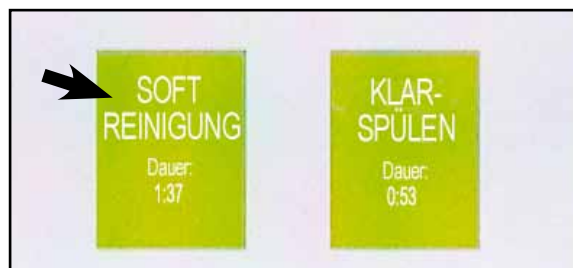 SOFT
REINIGUNG
Dauer:
1:37
KLAR-
SPÜLEN
Dauer:
0:53